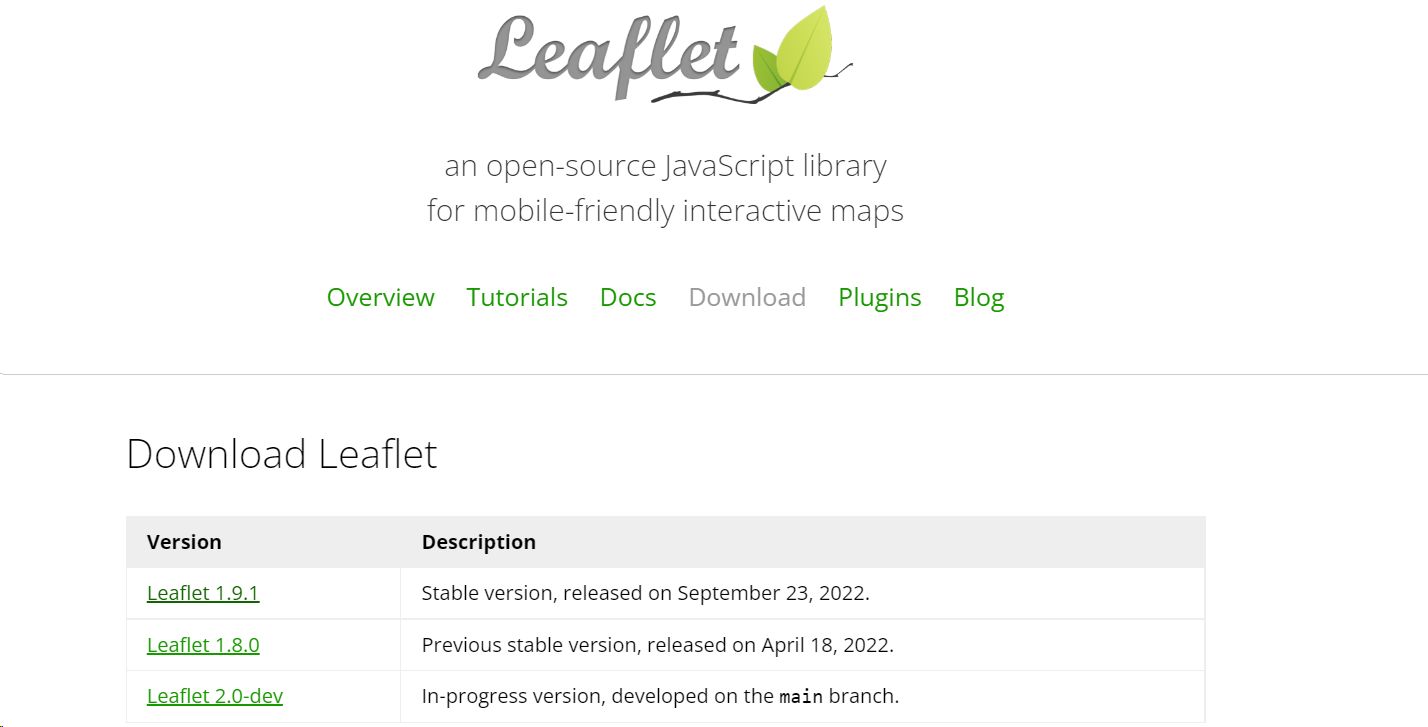 Leaflet
an open-source JavaScript library
for mobile-friendly interactive maps
Overview Tutorials Docs Download Plugins Blog
Download Leaflet
Version Description
Leaflet 1.9.1 Stable version, released on September 23, 2022.
Leaflet 1.8.0 Previous stable version, released on April 18, 2022.
Leaflet 2.0-dev In-progress version, developed on the main branch.